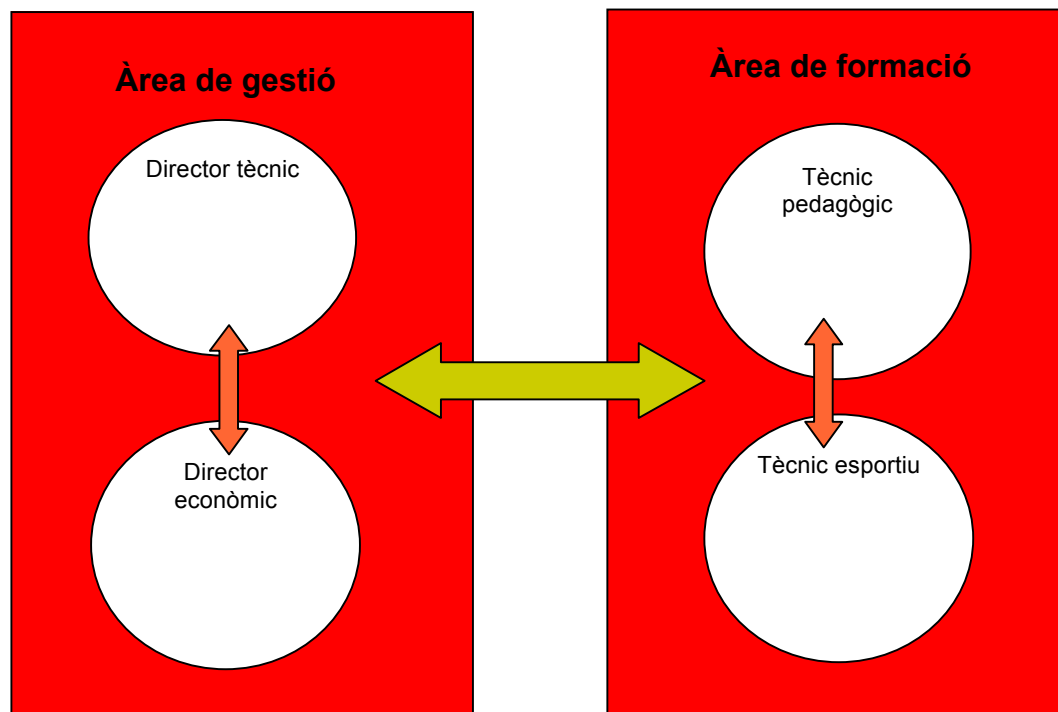 Àrea de gestió
Director tècnic
Director
econòmic
Àrea de formació
Tècnic
pedagògic
Tècnic esportiu